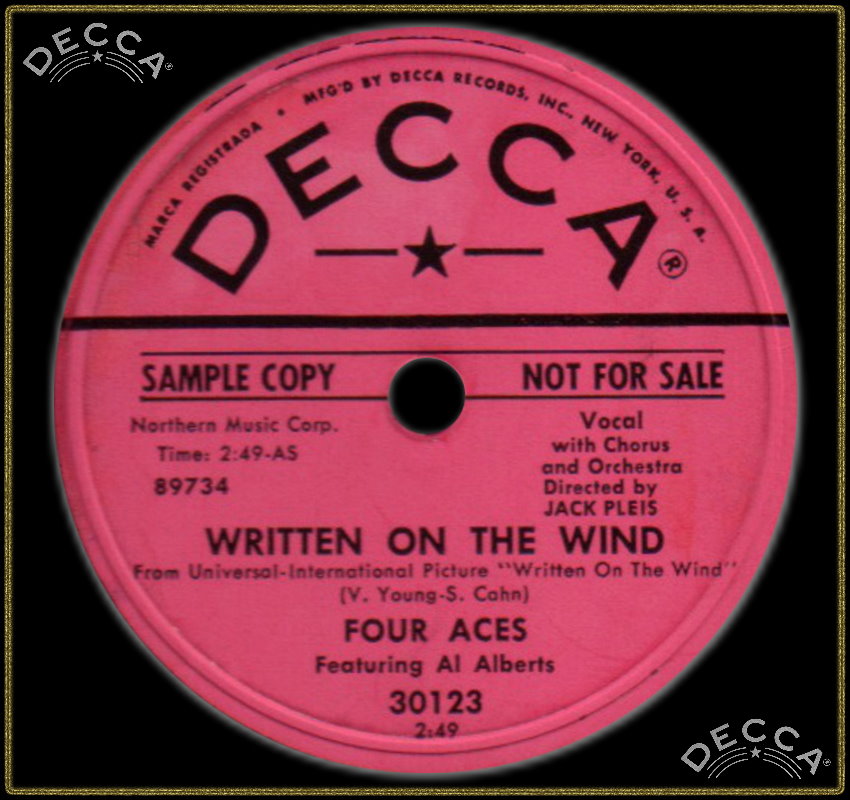 DECCA®
MARCA REGISTRADA • MFG'D BY DECCA RECORDS, INC., NEW YORK, U. S. A.
DECCA®
SAMPLE COPY
NOT FOR SALE
Northern Music Corp.
Time: 2:49-AS
89734
Vocal
with Chorus
and Orchestra
Directed by
JACK PLEIS
WRITTEN ON THE WIND
From Universal-International Picture "Written On The Wind"
(V. Young-S. Cahn)
FOUR ACES
Featuring Al Alberts
30123
2:49
DECCA®